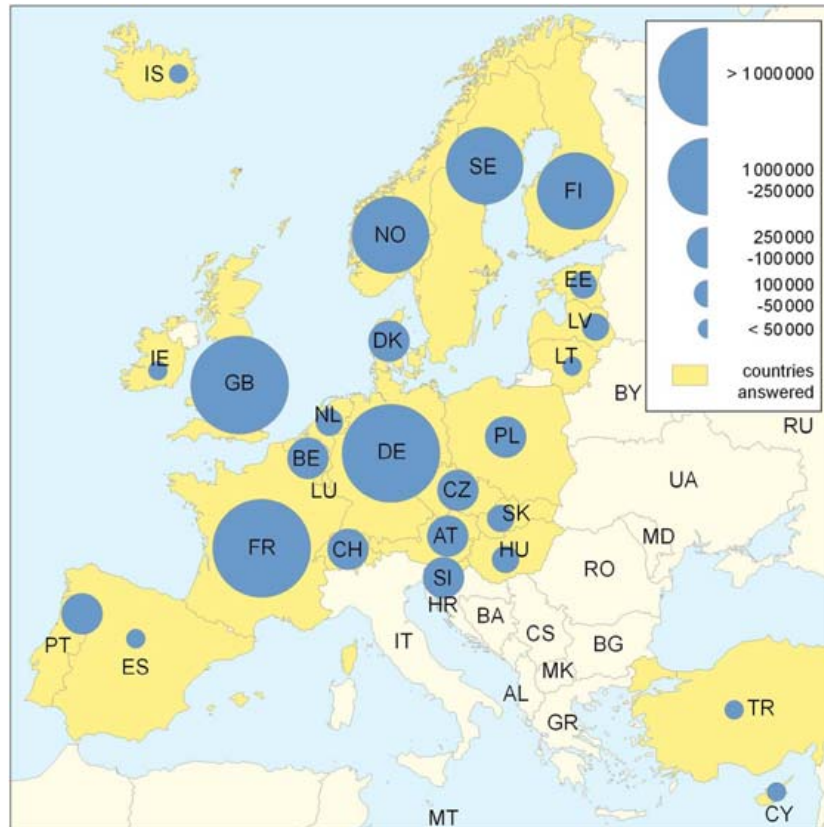 IS
> 1 000 000
1 000 000
-250 000
250 000
-100 000
100 000
-50 000
< 50 000
countries
answered
SE
FI
NO
EE
LV
DK
LT
IE
GB
BY
RU
NL
PL
DE
BE
LU
CZ
UA
SK
AT
MD
FR
CH
HU
RO
SI
HR
BA
IT
CS
BG
PT
ES
MK
AL
TR
GR
MT
CY